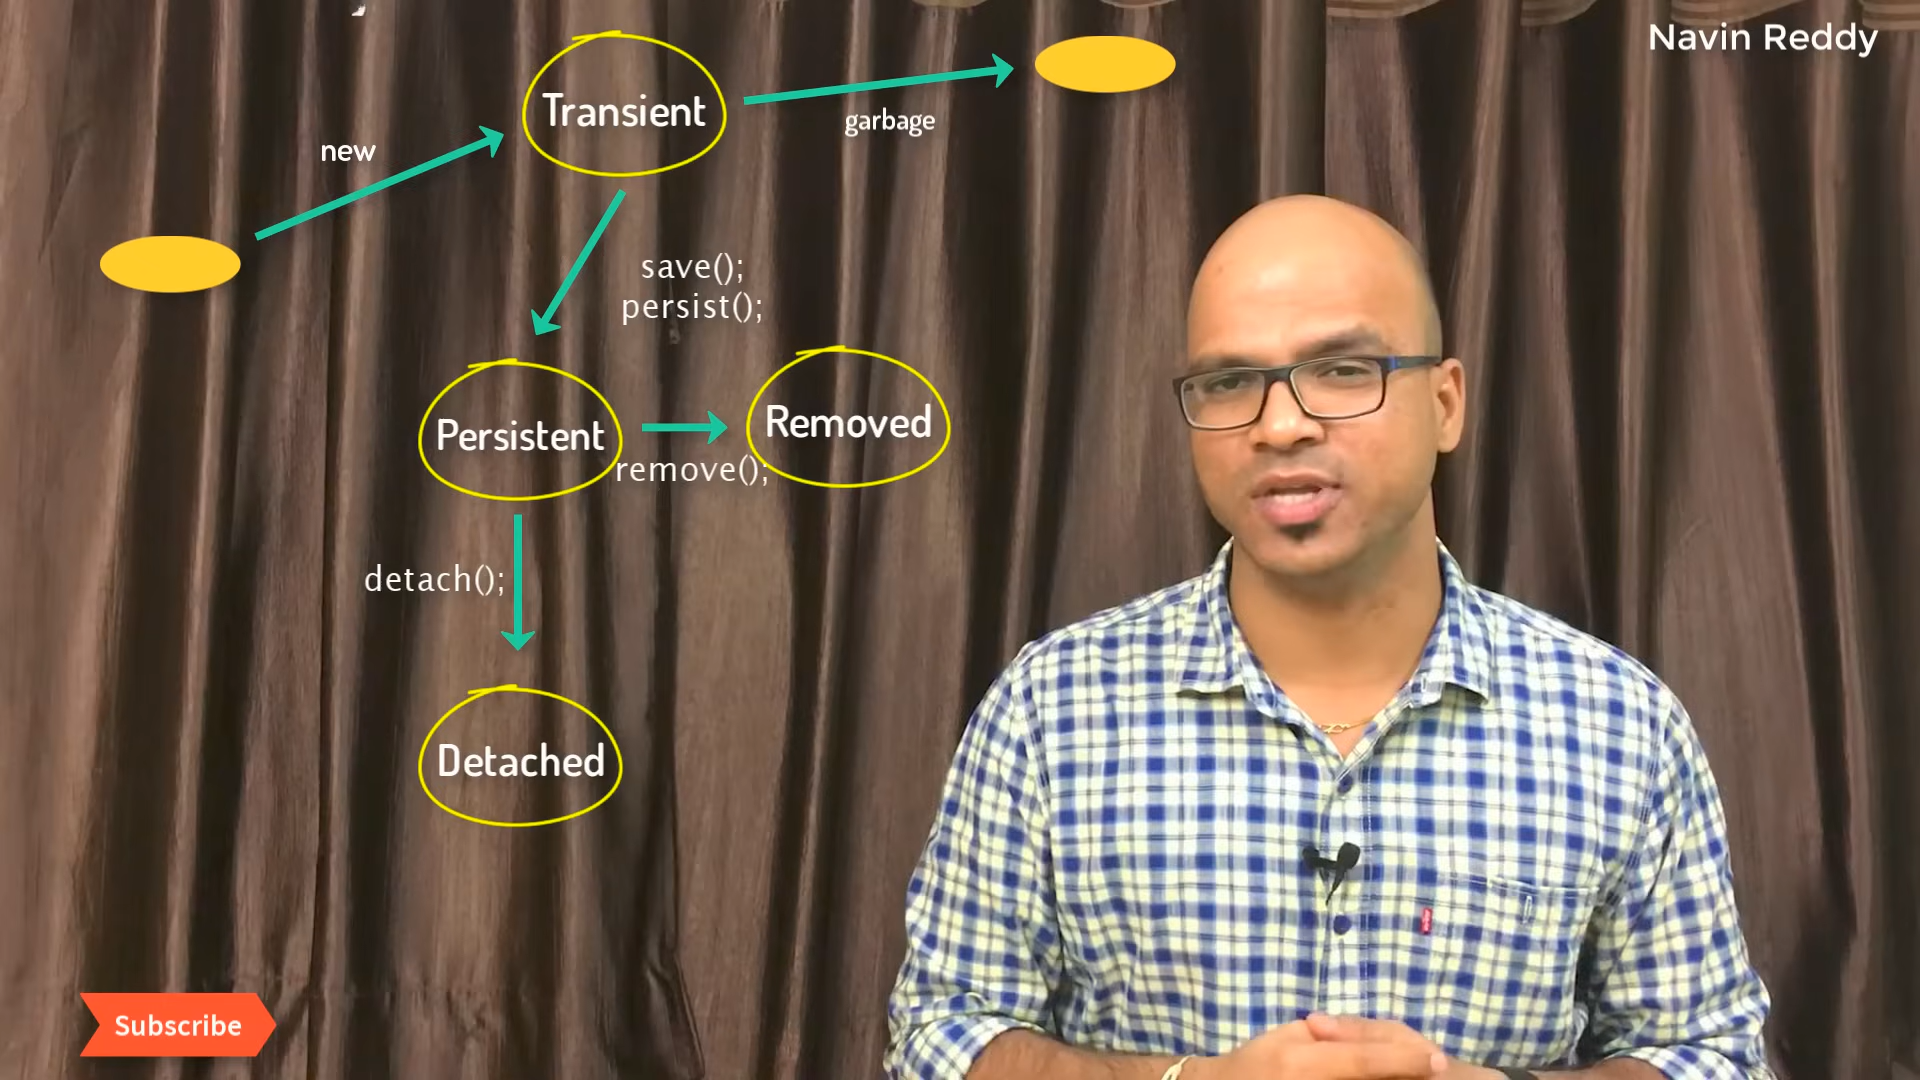 Navin Reddy
Transient
garbage
new
save();
persist();
Persistent
Removed
remove();
detach();
Detached
Subscribe